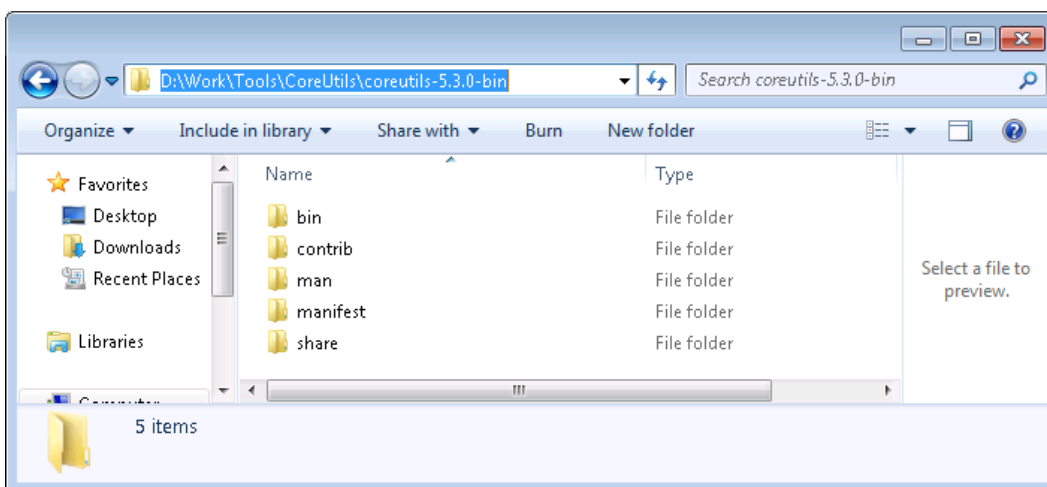 D:\Work\Tools\CoreUtils\coreutils-5.3.0-bin Search coreutils-5.3.0-bin
Organize Include in library Share with Burn New folder
Favorites
Desktop
Downloads
Recent Places
Libraries
Computer
Name Type
bin File folder
contrib File folder
man File folder
manifest File folder
share File folder
Select a file to
preview.
5 items